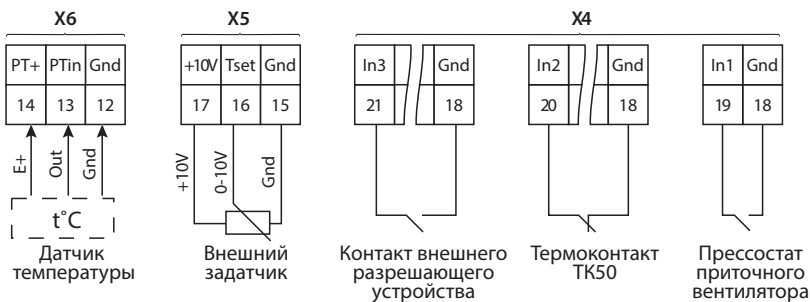 X6 X5 X4
PT+ PTin Gnd +10V Tset Gnd In3 Gnd In2 Gnd In1 Gnd
14 13 12 17 16 15 21 18 20 18 19 18
E+ Out Gnd +10V 0-10V Gnd
t°C
Датчик температуры
Внешний задатчик
Контакт внешнего разрешающего устройства
Термоконтакт ТК50
Прессостат приточного вентилятора